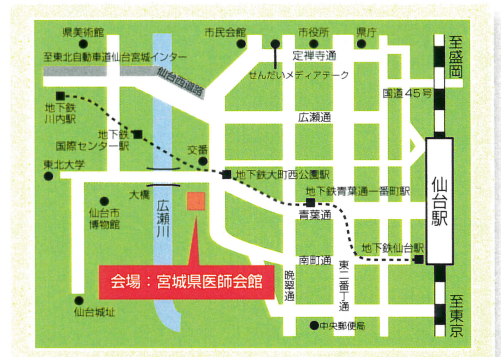 県美術館
市民会館
市役所
県庁
至盛岡
定禅寺通
至東北自動車道仙台宮城インター
せんだいメディアテーク
仙台西道路
国道45号
地下鉄
川内駅
広瀬通
地下鉄
国際センター駅
交番
東北大学
地下鉄大町西公園駅
仙台駅
大橋
地下鉄青葉通一番町駅
仙台市
博物館
広瀬川
青葉通
地下鉄仙台駅
南町通
会場：宮城県医師会館
晩翠通
東二番丁通
仙台城址
中央郵便局
至東京